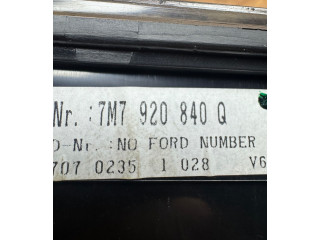 Nr. :7M7 920 840 Q
D-Nr. :NO FORD NUMBER
707 0235 1 028 V6